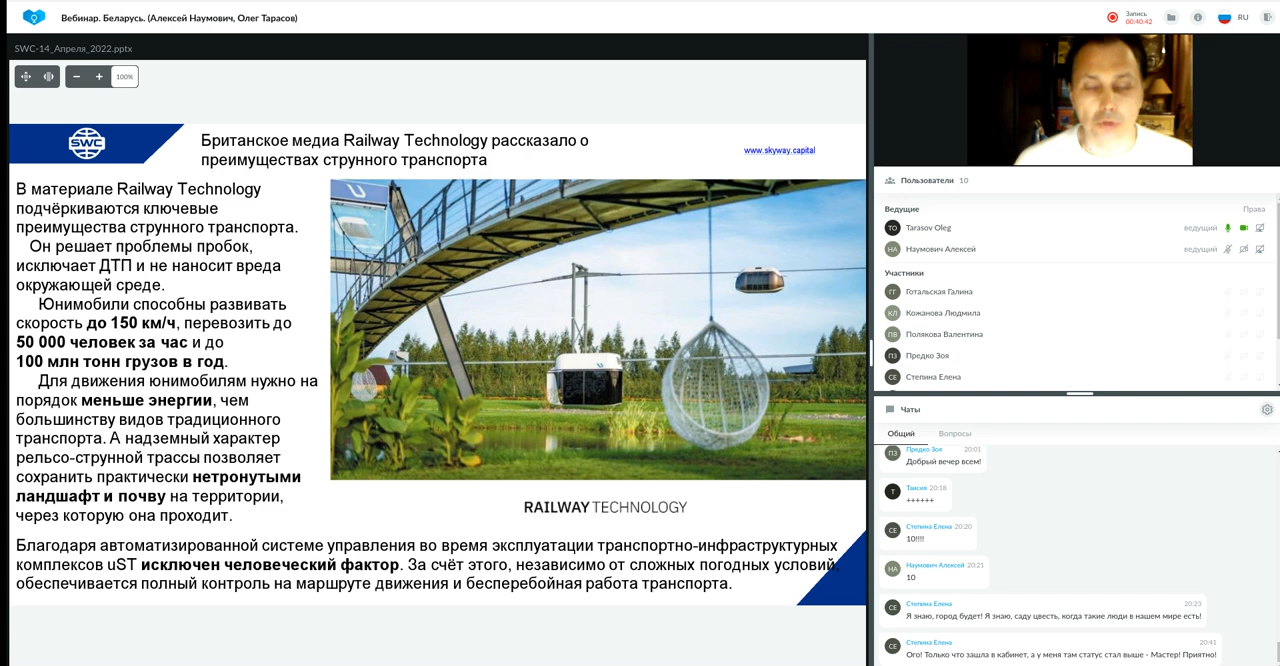 Вебинар. Беларусь. (Алексей Наумович, Олег Тарасов)
Запись
00:40:42
RU
SWC-14_Апреля_2022.pptx
100%
SWC
Британское медиа Railway Technology рассказало о
преимуществах струнного транспорта
www.skyway.capital
В материале Railway Technology
подчёркиваются ключевые
преимущества струнного транспорта.
Он решает проблемы пробок,
исключает ДТП и не наносит вреда
окружающей среде.
Юнимобили способны развивать
скорость до 150 км/ч, перевозить до
50 000 человек за час и до
100 млн тонн грузов в год.
Для движения юнимобилям нужно на
порядок меньше энергии, чем
большинству видов традиционного
транспорта. А надземный характер
рельсо-струнной трассы позволяет
сохранить практически нетронутыми
ландшафт и почву на территории,
через которую она проходит.
RAILWAY TECHNOLOGY
Благодаря автоматизированной системе управления во время эксплуатации транспортно-инфраструктурных
комплексов uST исключен человеческий фактор. За счёт этого, независимо от сложных погодных условий,
обеспечивается полный контроль на маршруте движения и бесперебойная работа транспорта.
Пользователи 10
Ведущие Права
TO Tarasov Oleg ведущий
НА Наумович Алексей ведущий
Участники
ГГ Готальская Галина
КЛ Кожанова Людмила
ПВ Полякова Валентина
ПЗ Предко Зоя
СЕ Степина Елена
Чаты
Общий Вопросы
ПЗ Предко Зоя 20:01
Добрый вечер всем!
Т Таисия 20:18
++++++
СЕ Степина Елена 20:20
10!!!!
НА Наумович Алексей 20:21
10
СЕ Степина Елена 20:23
Я знаю, город будет! Я знаю, саду цвесть, когда такие люди в нашем мире есть!
СЕ Степина Елена 20:41
Ого! Только что зашла в кабинет, а у меня там статус стал выше - Мастер! Приятно!